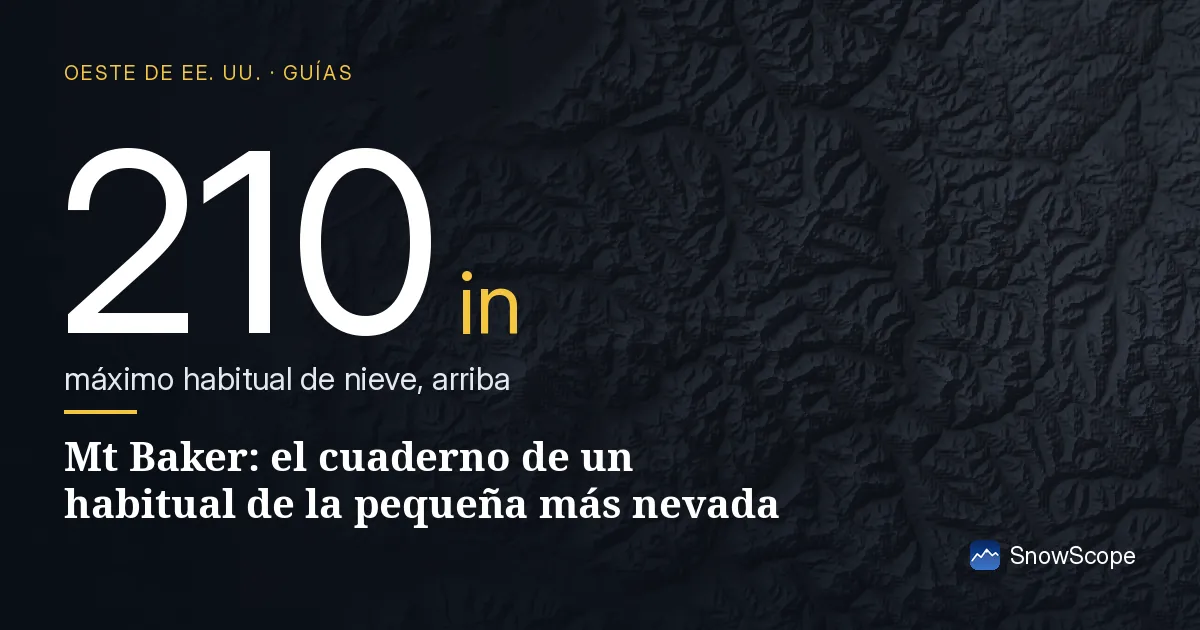 OESTE DE EE. UU. · GUÍAS
210 in
máximo habitual de nieve, arriba
Mt Baker: el cuaderno de un
habitual de la pequeña más nevada
SnowScope